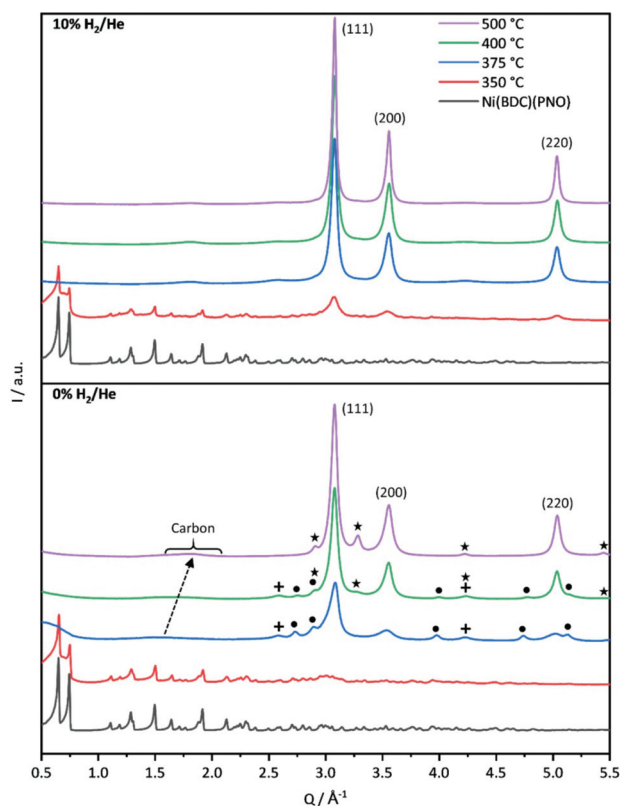 10% H₂/He
(111)
(200)
(220)
500 °C
400 °C
375 °C
350 °C
Ni(BDC)(PNO)
I / a.u.
0% H₂/He
(111)
(200)
(220)
Carbon
0.5 1.0 1.5 2.0 2.5 3.0 3.5 4.0 4.5 5.0 5.5
Q / Å⁻¹